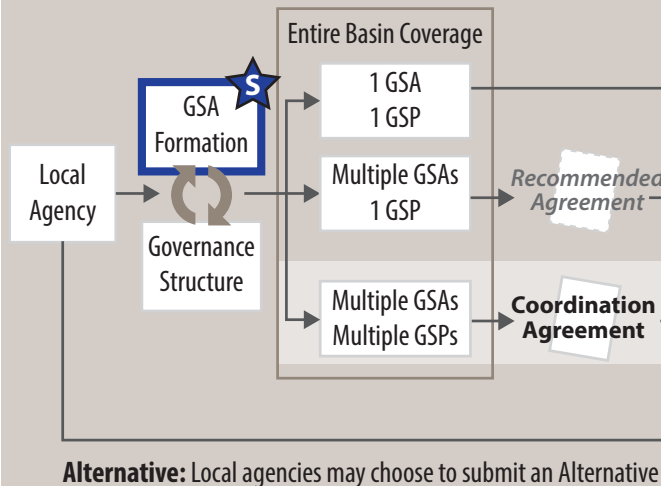 Entire Basin Coverage
S
GSA
Formation
1 GSA
1 GSP
Local
Agency
Multiple GSAs
1 GSP
Recommended
Agreement
Governance
Structure
Multiple GSAs
Multiple GSPs
Coordination
Agreement
Alternative: Local agencies may choose to submit an Alternative